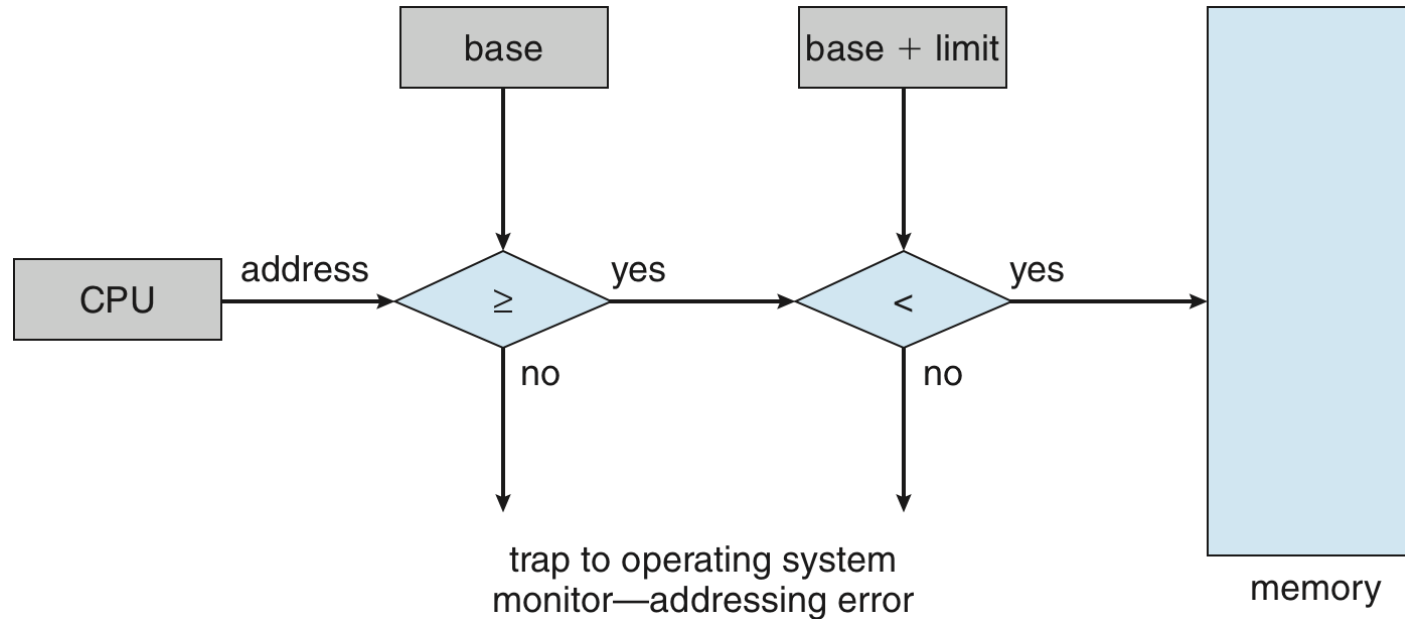 base
base + limit
CPU
address
≥
yes
<
yes
no
no
trap to operating system
monitor—addressing error
memory